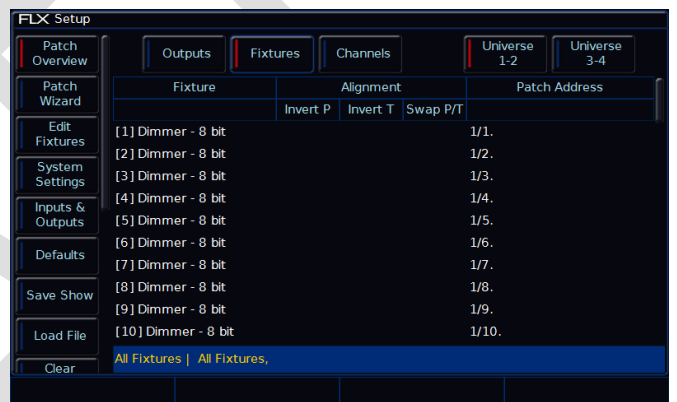 FLX Setup
Patch
Overview
Outputs
Fixtures
Channels
Universe
1-2
Universe
3-4
Patch
Wizard
Edit
Fixtures
System
Settings
Inputs &
Outputs
Defaults
Save Show
Load File
Clear
Fixture Alignment Patch Address
Invert P Invert T Swap P/T
[1] Dimmer - 8 bit 1/1.
[2] Dimmer - 8 bit 1/2.
[3] Dimmer - 8 bit 1/3.
[4] Dimmer - 8 bit 1/4.
[5] Dimmer - 8 bit 1/5.
[6] Dimmer - 8 bit 1/6.
[7] Dimmer - 8 bit 1/7.
[8] Dimmer - 8 bit 1/8.
[9] Dimmer - 8 bit 1/9.
[10] Dimmer - 8 bit 1/10.
All Fixtures | All Fixtures,